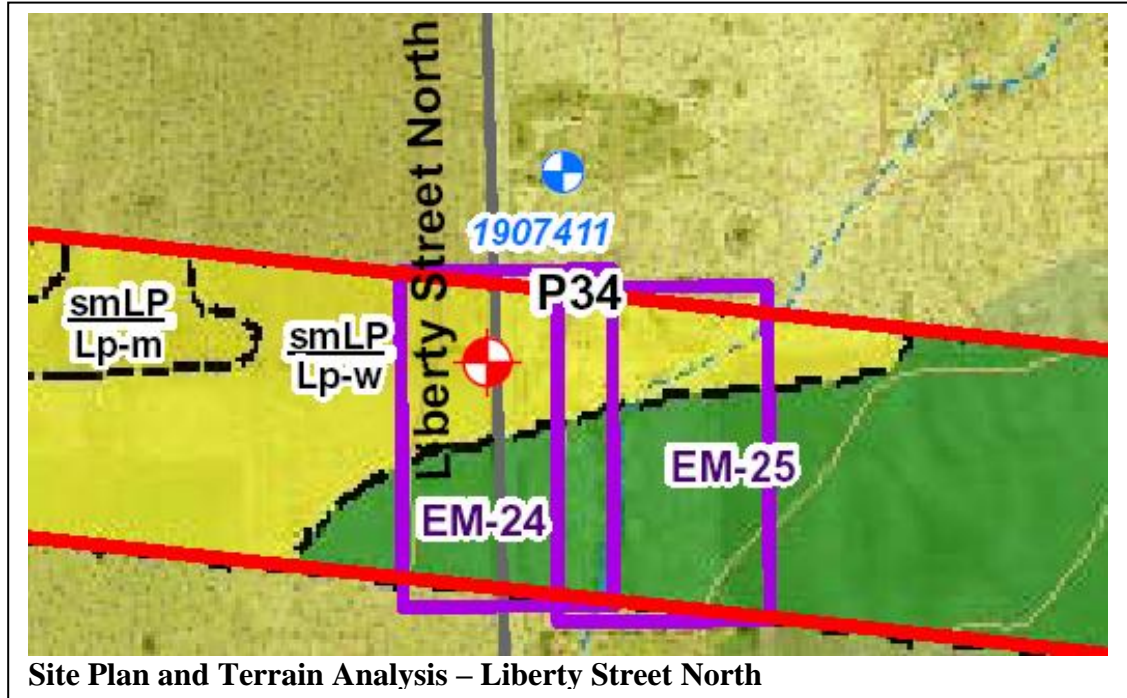 Liberty Street North
1907411
P34
smLP
Lp-m
smLP
Lp-w
EM-25
EM-24
Site Plan and Terrain Analysis – Liberty Street North